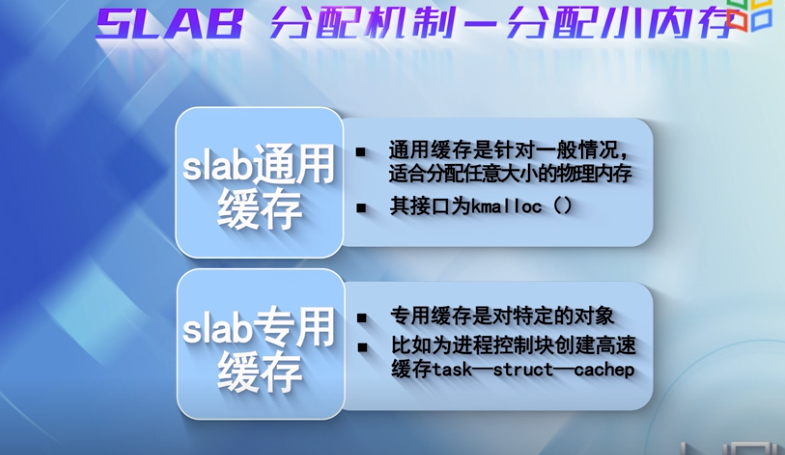 SLAB 分配机制—分配小内存
slab通用
缓存
■ 通用缓存是针对一般情况，
适合分配任意大小的物理内存
■ 其接口为kmalloc（）
slab专用
缓存
■ 专用缓存是对特定的对象
■ 比如为进程控制块创建高速
缓存task—struct—cachep